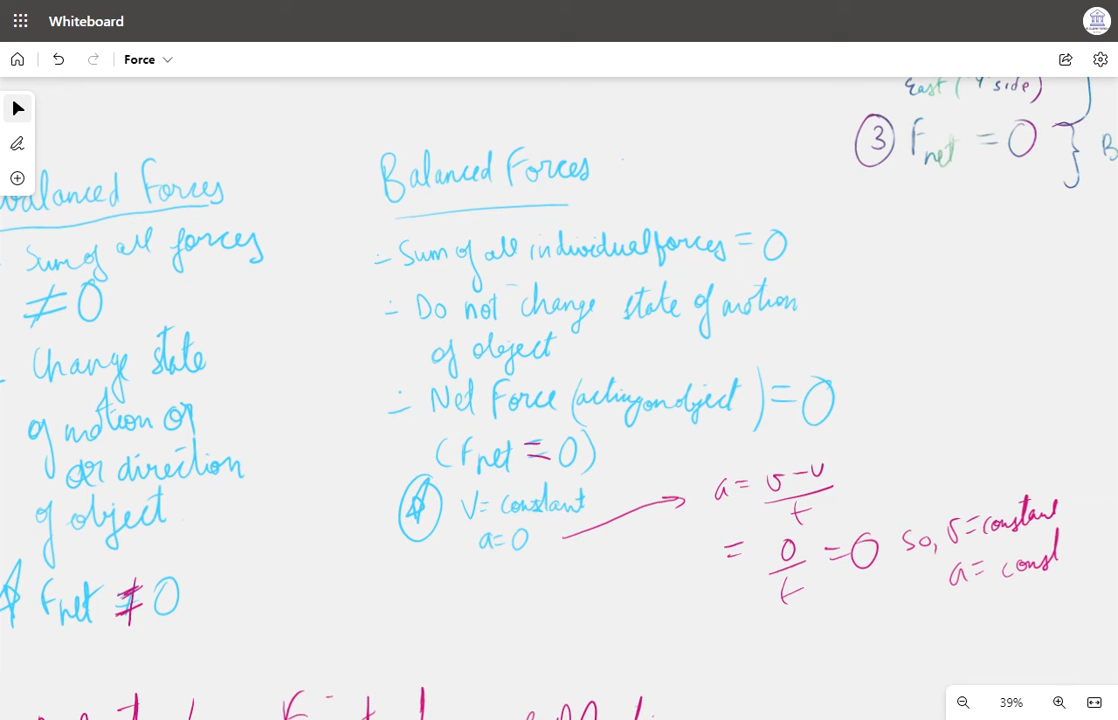 Whiteboard
Force
East ( side)
③ Fnet = 0 } B
balanced Forces
- Sum of all forces
≠ 0
- Change state
of motion or
or direction
of object
Fnet ≠ 0
Balanced Forces
- Sum of all individual forces = 0
- Do not change state of motion
of object
- Net Force (acting on object) = 0
(Fnet = 0)
v = constant
a = 0
a = v - v / t
= 0 / t = 0 So, v = constant
a = const
39%